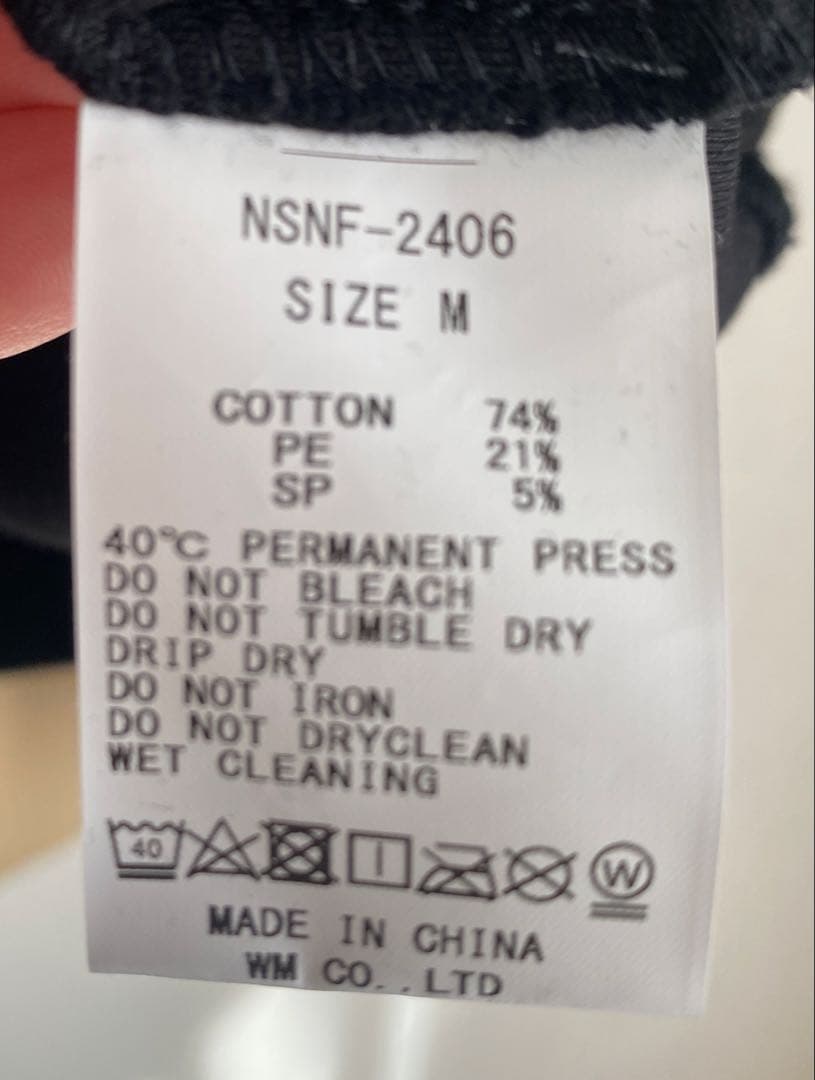 NSNF-2406
SIZE M
COTTON 74%
PE 21%
SP 5%
40℃ PERMANENT PRESS
DO NOT BLEACH
DO NOT TUMBLE DRY
DRIP DRY
DO NOT IRON
DO NOT DRYCLEAN
WET CLEANING
40 W
MADE IN CHINA
WM CO.,LTD